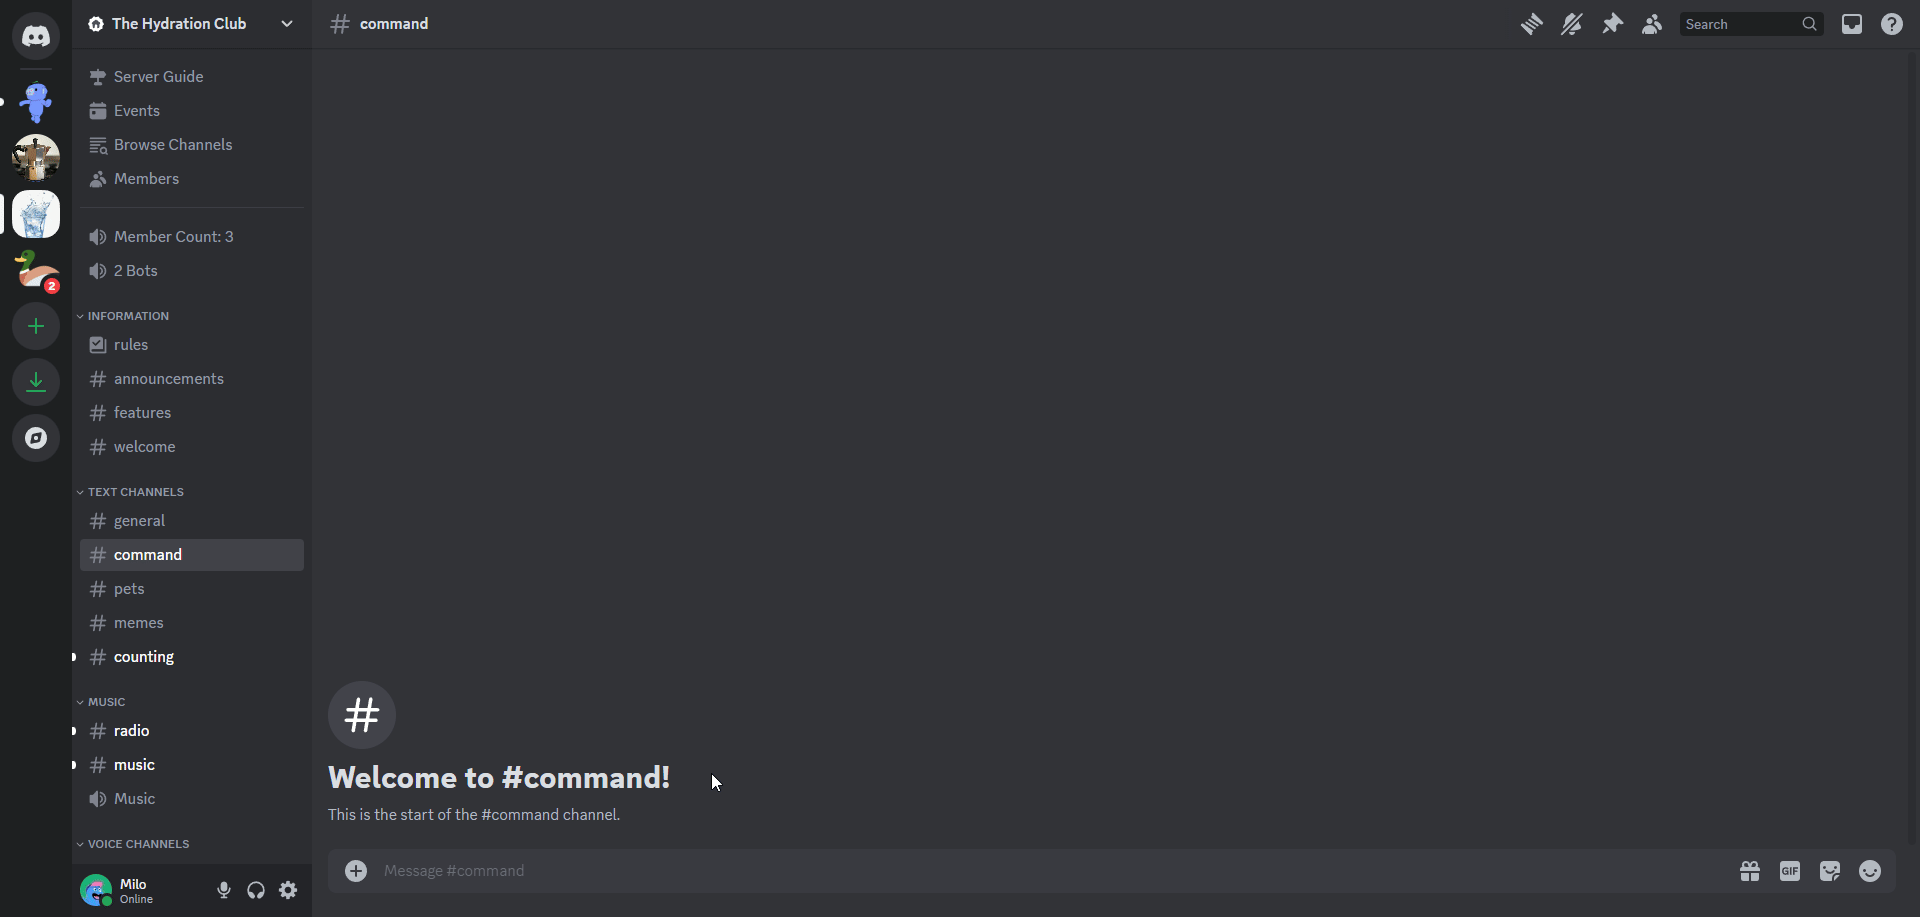 The Hydration Club
Server Guide
Events
Browse Channels
Members
Member Count: 3
2 Bots
2
INFORMATION
rules
announcements
features
welcome
TEXT CHANNELS
general
command
pets
memes
counting
MUSIC
radio
music
Music
VOICE CHANNELS
Milo
Online
command
Search
Welcome to #command!
This is the start of the #command channel.
Message #command
GIF